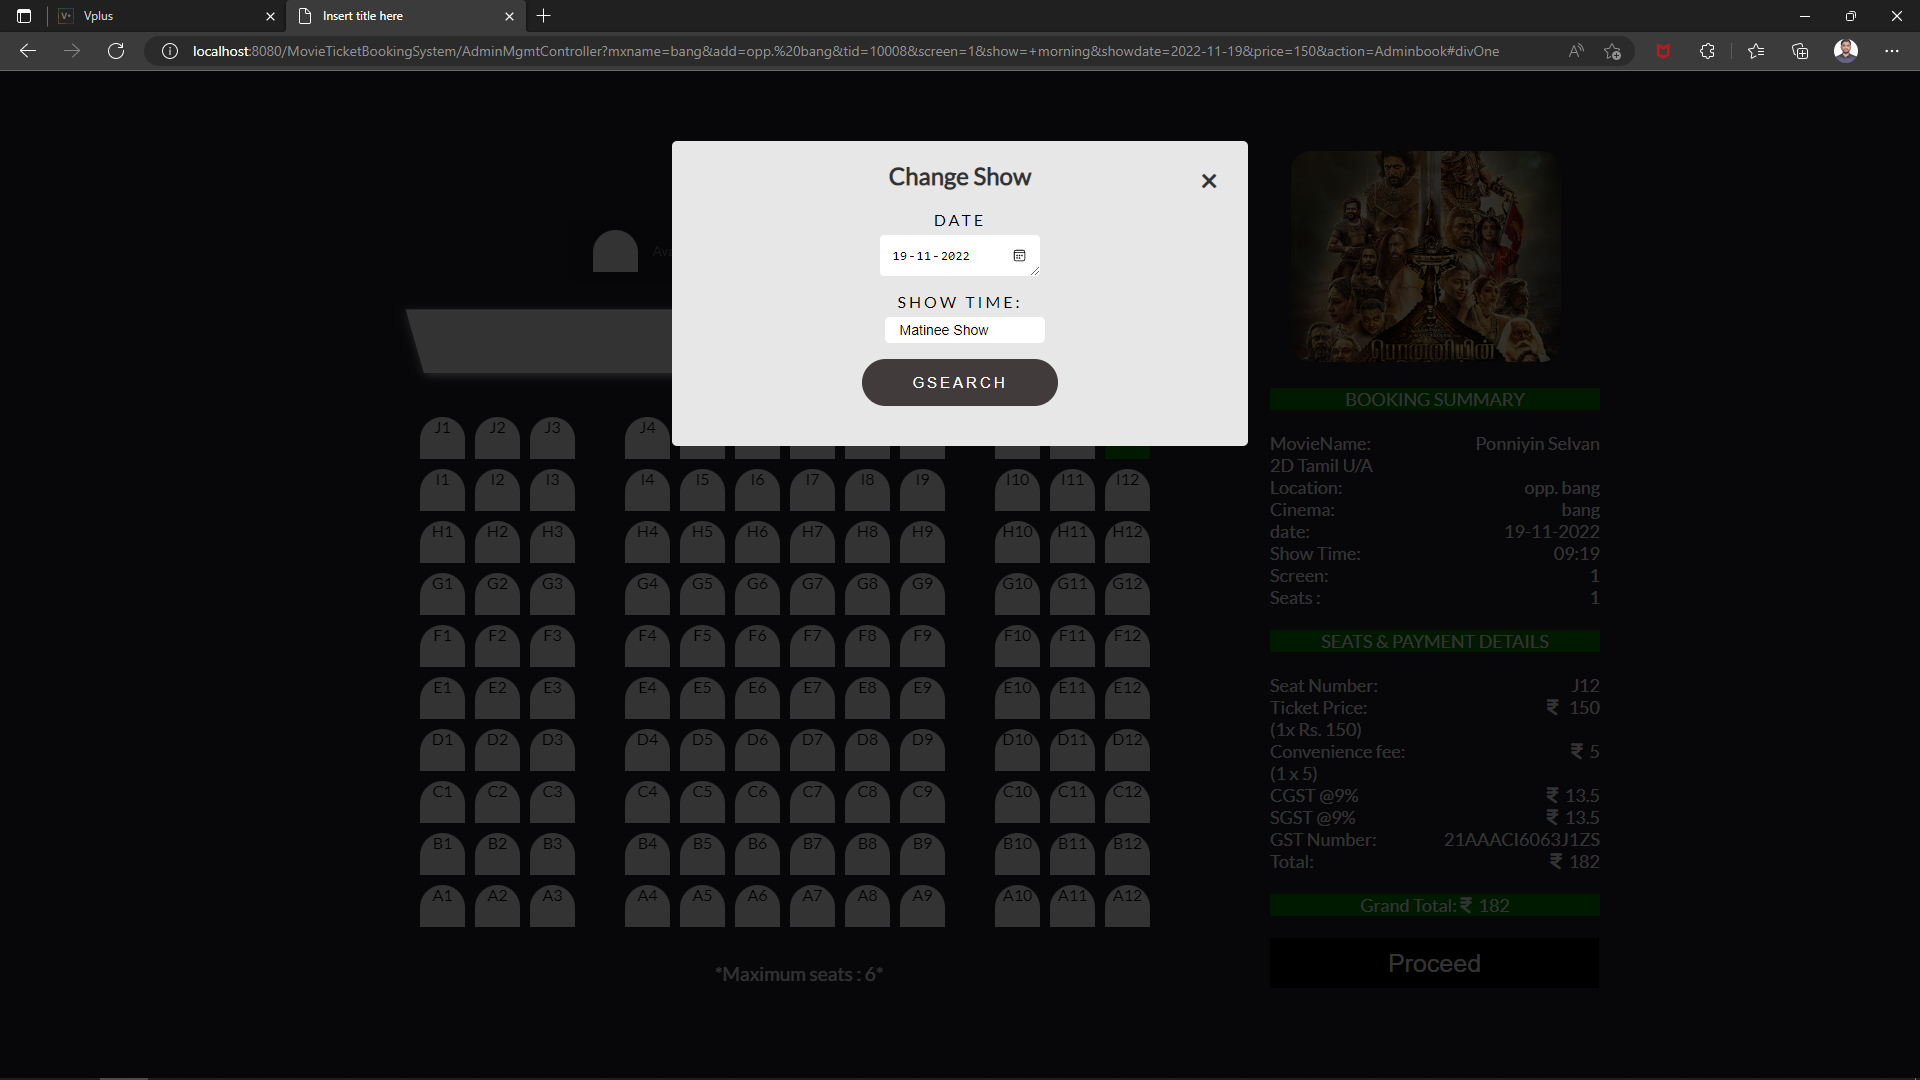 Vplus
Insert title here
localhost:8080/MovieTicketBookingSystem/AdminMgmtController?mxname=bang&add=opp.%20bang&tid=10008&screen=1&show=+morning&showdate=2022-11-19&price=150&action=Adminbook#divOne
Change Show
DATE
19-11-2022
SHOW TIME:
Matinee Show
GSEARCH
Ava
J1 J2 J3 J4
I1 I2 I3 I4 I5 I6 I7 I8 I9 I10 I11 I12
H1 H2 H3 H4 H5 H6 H7 H8 H9 H10 H11 H12
G1 G2 G3 G4 G5 G6 G7 G8 G9 G10 G11 G12
F1 F2 F3 F4 F5 F6 F7 F8 F9 F10 F11 F12
E1 E2 E3 E4 E5 E6 E7 E8 E9 E10 E11 E12
D1 D2 D3 D4 D5 D6 D7 D8 D9 D10 D11 D12
C1 C2 C3 C4 C5 C6 C7 C8 C9 C10 C11 C12
B1 B2 B3 B4 B5 B6 B7 B8 B9 B10 B11 B12
A1 A2 A3 A4 A5 A6 A7 A8 A9 A10 A11 A12
*Maximum seats : 6*
பொன்னியின்
BOOKING SUMMARY
MovieName: Ponniyin Selvan
2D Tamil U/A
Location: opp. bang
Cinema: bang
date: 19-11-2022
Show Time: 09:19
Screen: 1
Seats : 1
SEATS & PAYMENT DETAILS
Seat Number: J12
Ticket Price: ₹ 150
(1x Rs. 150)
Convenience fee: ₹ 5
(1 x 5)
CGST @9% ₹ 13.5
SGST @9% ₹ 13.5
GST Number: 21AAACI6063J1ZS
Total: ₹ 182
Grand Total: ₹ 182
Proceed